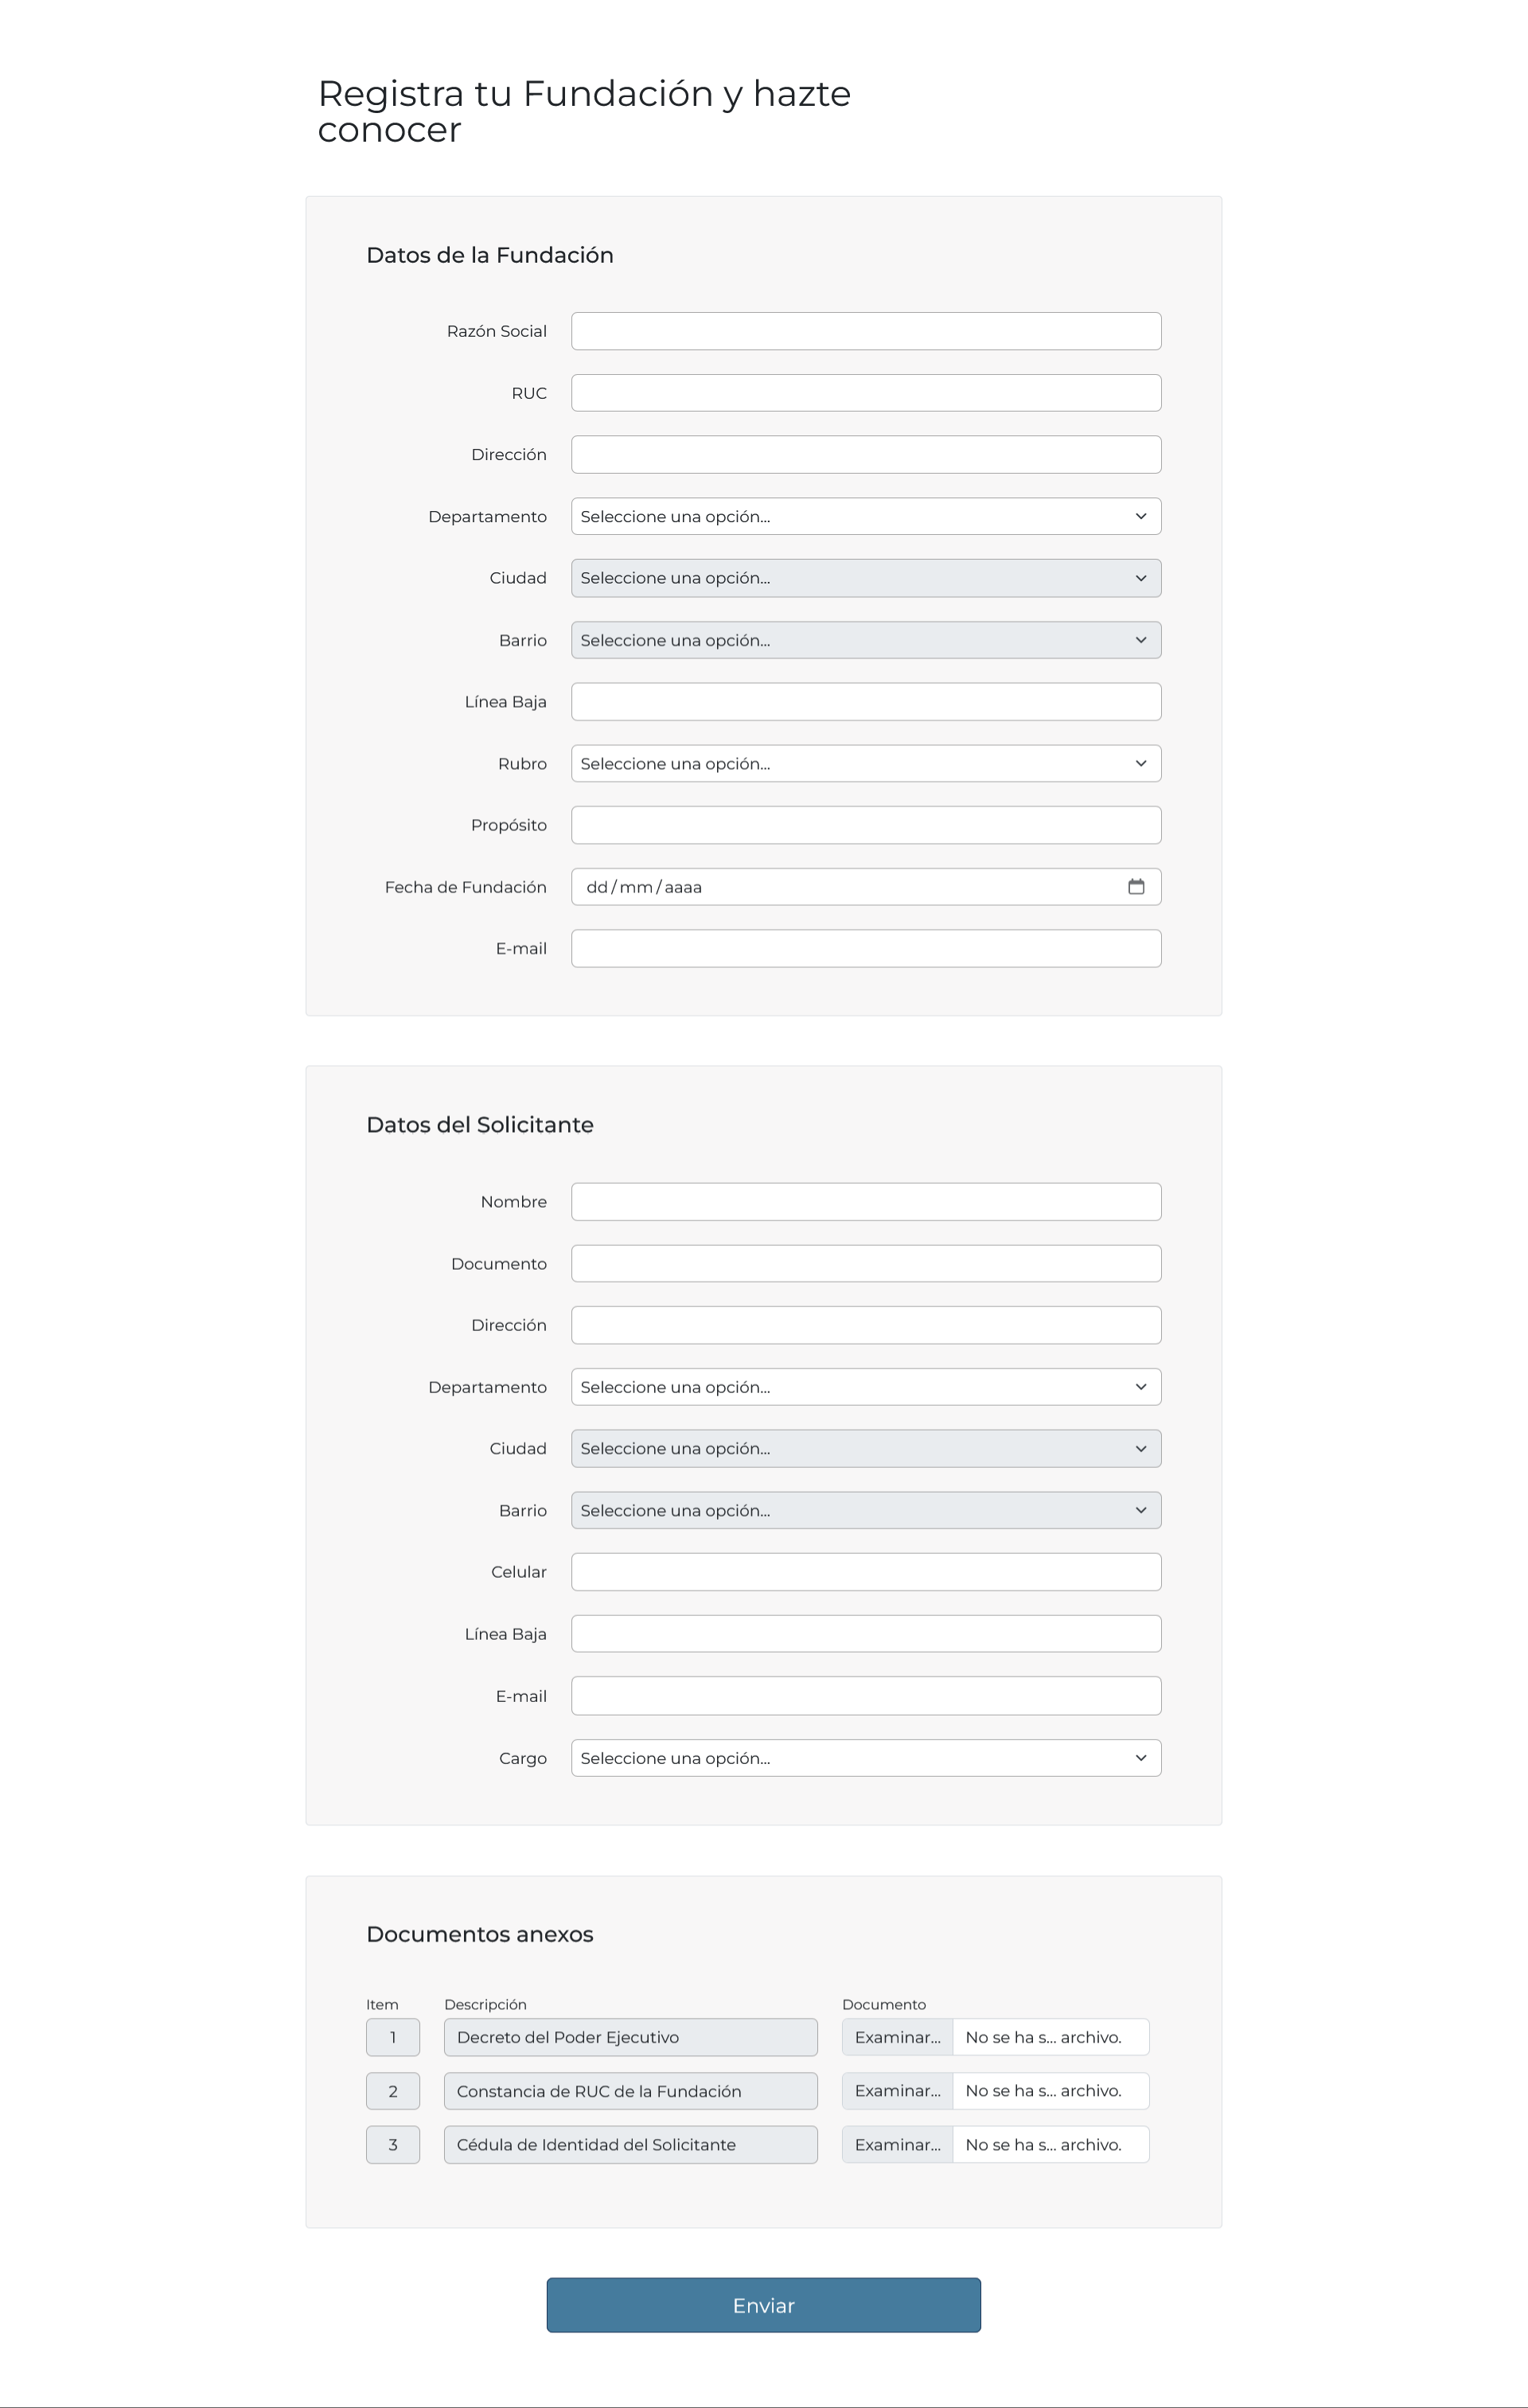 Registra tu Fundación y hazte
conocer
Datos de la Fundación
Razón Social
RUC
Dirección
Departamento Seleccione una opción...
Ciudad Seleccione una opción...
Barrio Seleccione una opción...
Línea Baja
Rubro Seleccione una opción...
Propósito
Fecha de Fundación dd/mm/aaaa
E-mail
Datos del Solicitante
Nombre
Documento
Dirección
Departamento Seleccione una opción...
Ciudad Seleccione una opción...
Barrio Seleccione una opción...
Celular
Línea Baja
E-mail
Cargo Seleccione una opción...
Documentos anexos
Item Descripción Documento
1 Decreto del Poder Ejecutivo Examinar... No se ha s... archivo.
2 Constancia de RUC de la Fundación Examinar... No se ha s... archivo.
3 Cédula de Identidad del Solicitante Examinar... No se ha s... archivo.
Enviar